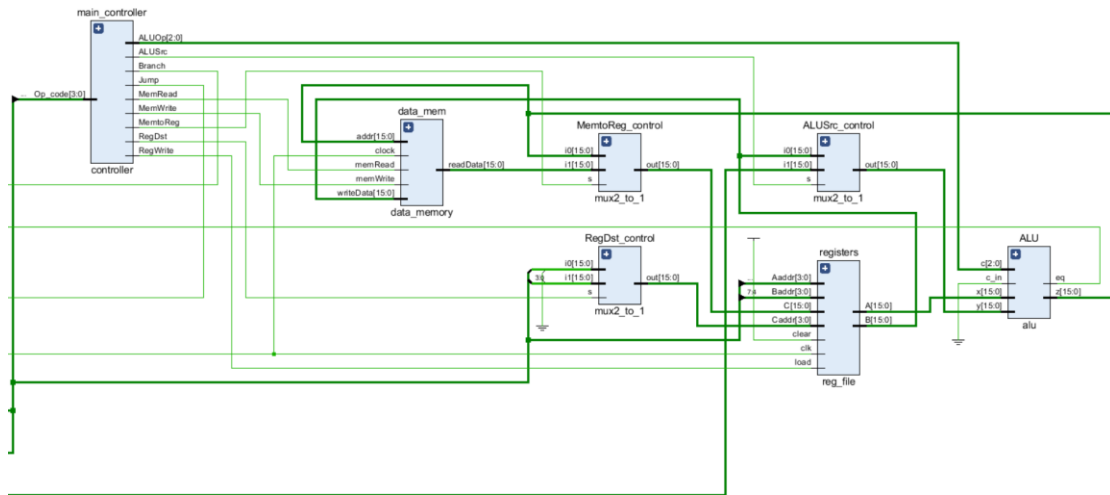 main_controller
Op_code[3:0]
ALUOp[2:0]
ALUSrc
Branch
Jump
MemRead
MemWrite
MemtoReg
RegDst
RegWrite
controller
data_mem
addr[15:0]
clock
memRead
memWrite
writeData[15:0]
readData[15:0]
data_memory
MemtoReg_control
i0[15:0]
i1[15:0]
s
out[15:0]
mux2_to_1
ALUSrc_control
i0[15:0]
i1[15:0]
s
out[15:0]
mux2_to_1
RegDst_control
3:0
i0[15:0]
i1[15:0]
s
out[15:0]
mux2_to_1
registers
Aaddr[3:0]
Baddr[3:0]
C[15:0]
Caddr[3:0]
clear
clk
load
A[15:0]
B[15:0]
reg_file
ALU
c[2:0]
c_in
x[15:0]
y[15:0]
eq
z[15:0]
alu